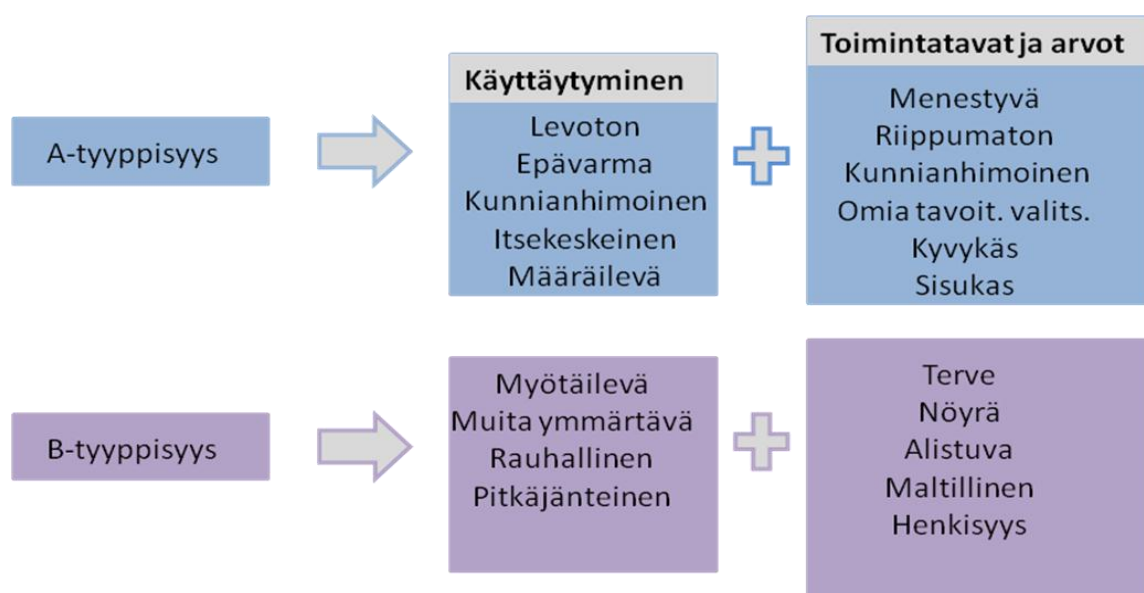 A-tyyppisyys
Käyttäytyminen
Levoton
Epävarma
Kunnianhimoinen
Itsekeskeinen
Määräilevä
Toimintatavat ja arvot
Menestyvä
Riippumaton
Kunnianhimoinen
Omia tavoit. valits.
Kyvykäs
Sisukas
B-tyyppisyys
Myötäilevä
Muita ymmärtävä
Rauhallinen
Pitkäjänteinen
Terve
Nöyrä
Alistuva
Maltillinen
Henkisyys